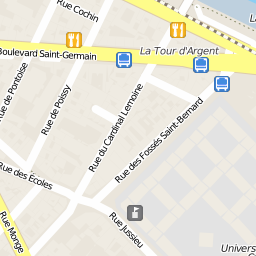 Rue Cochin
La Tour d'Argent
Boulevard Saint-Germain
Rue de Pontoise
Rue de Poissy
Rue du Cardinal Lemoine
Rue des Fossés Saint-Bernard
Rue des Écoles
Rue Monge
Rue Jussieu
Univers